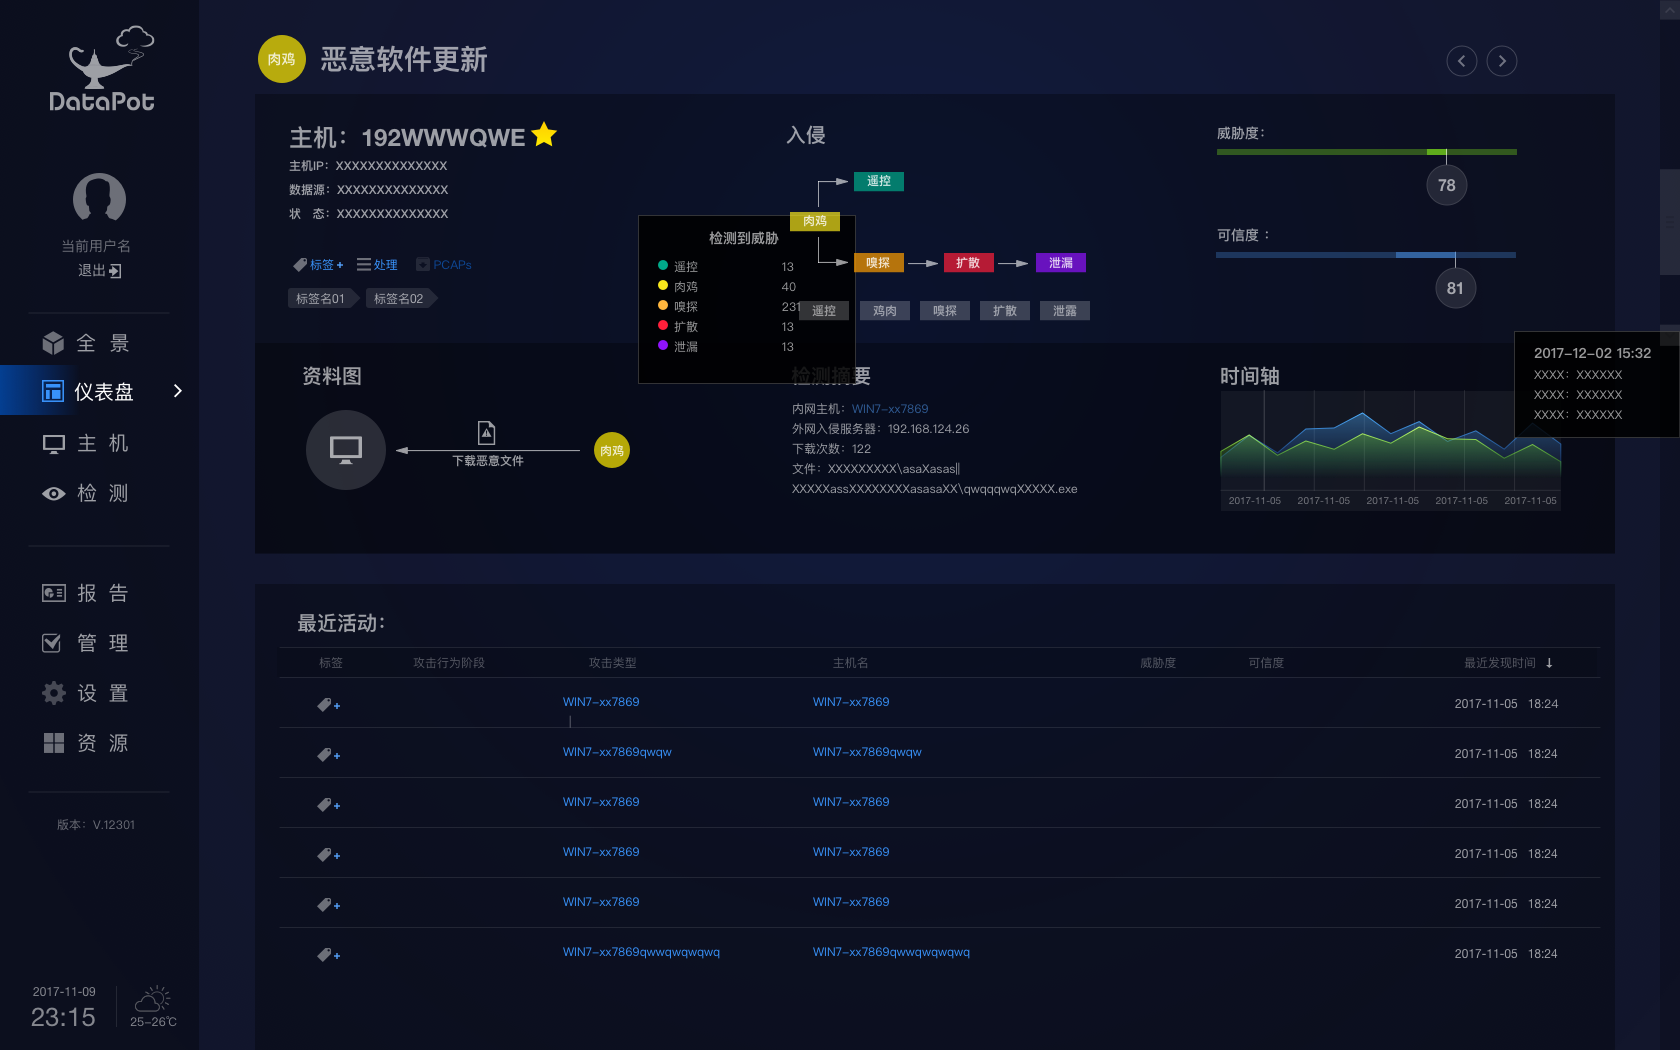 DataPot
当前用户名
退出
全 景
仪表盘
主 机
检 测
报 告
管 理
设 置
资 源
版本：V.12301
2017-11-09
23:15
25-26℃
肉鸡
恶意软件更新
主机：192WWWQWE
主机IP：XXXXXXXXXXXXXX
数据源：XXXXXXXXXXXXXX
状 态：XXXXXXXXXXXXXX
标签+
处理
PCAPs
标签名01
标签名02
检测到威胁
遥控 13
肉鸡 40
嗅探 231
扩散 13
泄漏 13
入侵
遥控
肉鸡
嗅探
扩散
泄漏
遥控
鸡肉
嗅探
扩散
泄露
威胁度：
78
可信度：
81
资料图
下载恶意文件
肉鸡
检测摘要
内网主机：WIN7-xx7869
外网入侵服务器：192.168.124.26
下载次数：122
文件：XXXXXXXXX\asaXasas||
XXXXXassXXXXXXXXasasaXX\qwqqqwqXXXXX.exe
时间轴
2017-11-05 2017-11-05 2017-11-05 2017-11-05 2017-11-05
2017-12-02 15:32
XXXX：XXXXXX
XXXX：XXXXXX
XXXX：XXXXXX
最近活动：
标签 攻击行为阶段 攻击类型 主机名 威胁度 可信度 最近发现时间 ↓
+ WIN7-xx7869 WIN7-xx7869 2017-11-05 18:24
+ WIN7-xx7869qwqw WIN7-xx7869qwqw 2017-11-05 18:24
+ WIN7-xx7869 WIN7-xx7869 2017-11-05 18:24
+ WIN7-xx7869 WIN7-xx7869 2017-11-05 18:24
+ WIN7-xx7869 WIN7-xx7869 2017-11-05 18:24
+ WIN7-xx7869qwwqwqwqwq WIN7-xx7869qwwqwqwqwq 2017-11-05 18:24